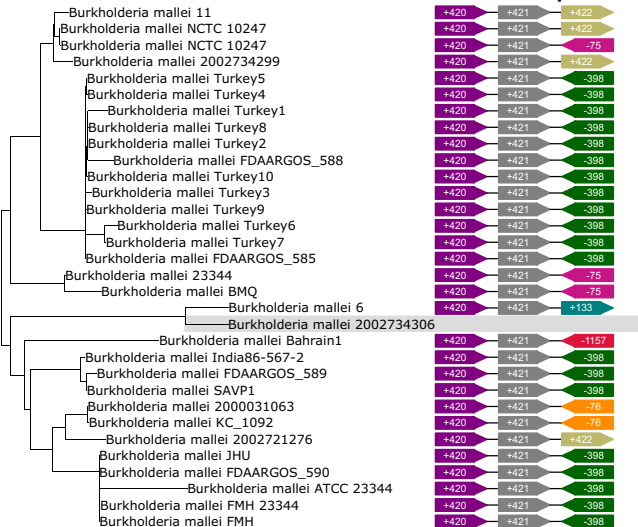 Burkholderia mallei 11 +420 +421 +422
Burkholderia mallei NCTC 10247 +420 +421 +422
Burkholderia mallei NCTC 10247 +420 +421 -75
Burkholderia mallei 2002734299 +420 +421 +422
Burkholderia mallei Turkey5 +420 +421 -398
Burkholderia mallei Turkey4 +420 +421 -398
Burkholderia mallei Turkey1 +420 +421 -398
Burkholderia mallei Turkey8 +420 +421 -398
Burkholderia mallei Turkey2 +420 +421 -398
Burkholderia mallei FDAARGOS_588 +420 +421 -398
Burkholderia mallei Turkey10 +420 +421 -398
Burkholderia mallei Turkey3 +420 +421 -398
Burkholderia mallei Turkey9 +420 +421 -398
Burkholderia mallei Turkey6 +420 +421 -398
Burkholderia mallei Turkey7 +420 +421 -398
Burkholderia mallei FDAARGOS_585 +420 +421 -398
Burkholderia mallei 23344 +420 +421 -75
Burkholderia mallei BMQ +420 +421 -75
Burkholderia mallei 6 +420 +421 +133
Burkholderia mallei 2002734306
Burkholderia mallei Bahrain1 +420 +421 -1157
Burkholderia mallei India86-567-2 +420 +421 -398
Burkholderia mallei FDAARGOS_589 +420 +421 -398
Burkholderia mallei SAVP1 +420 +421 -398
Burkholderia mallei 2000031063 +420 +421 -76
Burkholderia mallei KC_1092 +420 +421 -76
Burkholderia mallei 2002721276 +420 +421 +422
Burkholderia mallei JHU +420 +421 -398
Burkholderia mallei FDAARGOS_590 +420 +421 -398
Burkholderia mallei ATCC 23344 +420 +421 -398
Burkholderia mallei FMH 23344 +420 +421 -398
Burkholderia mallei FMH +420 +421 -398